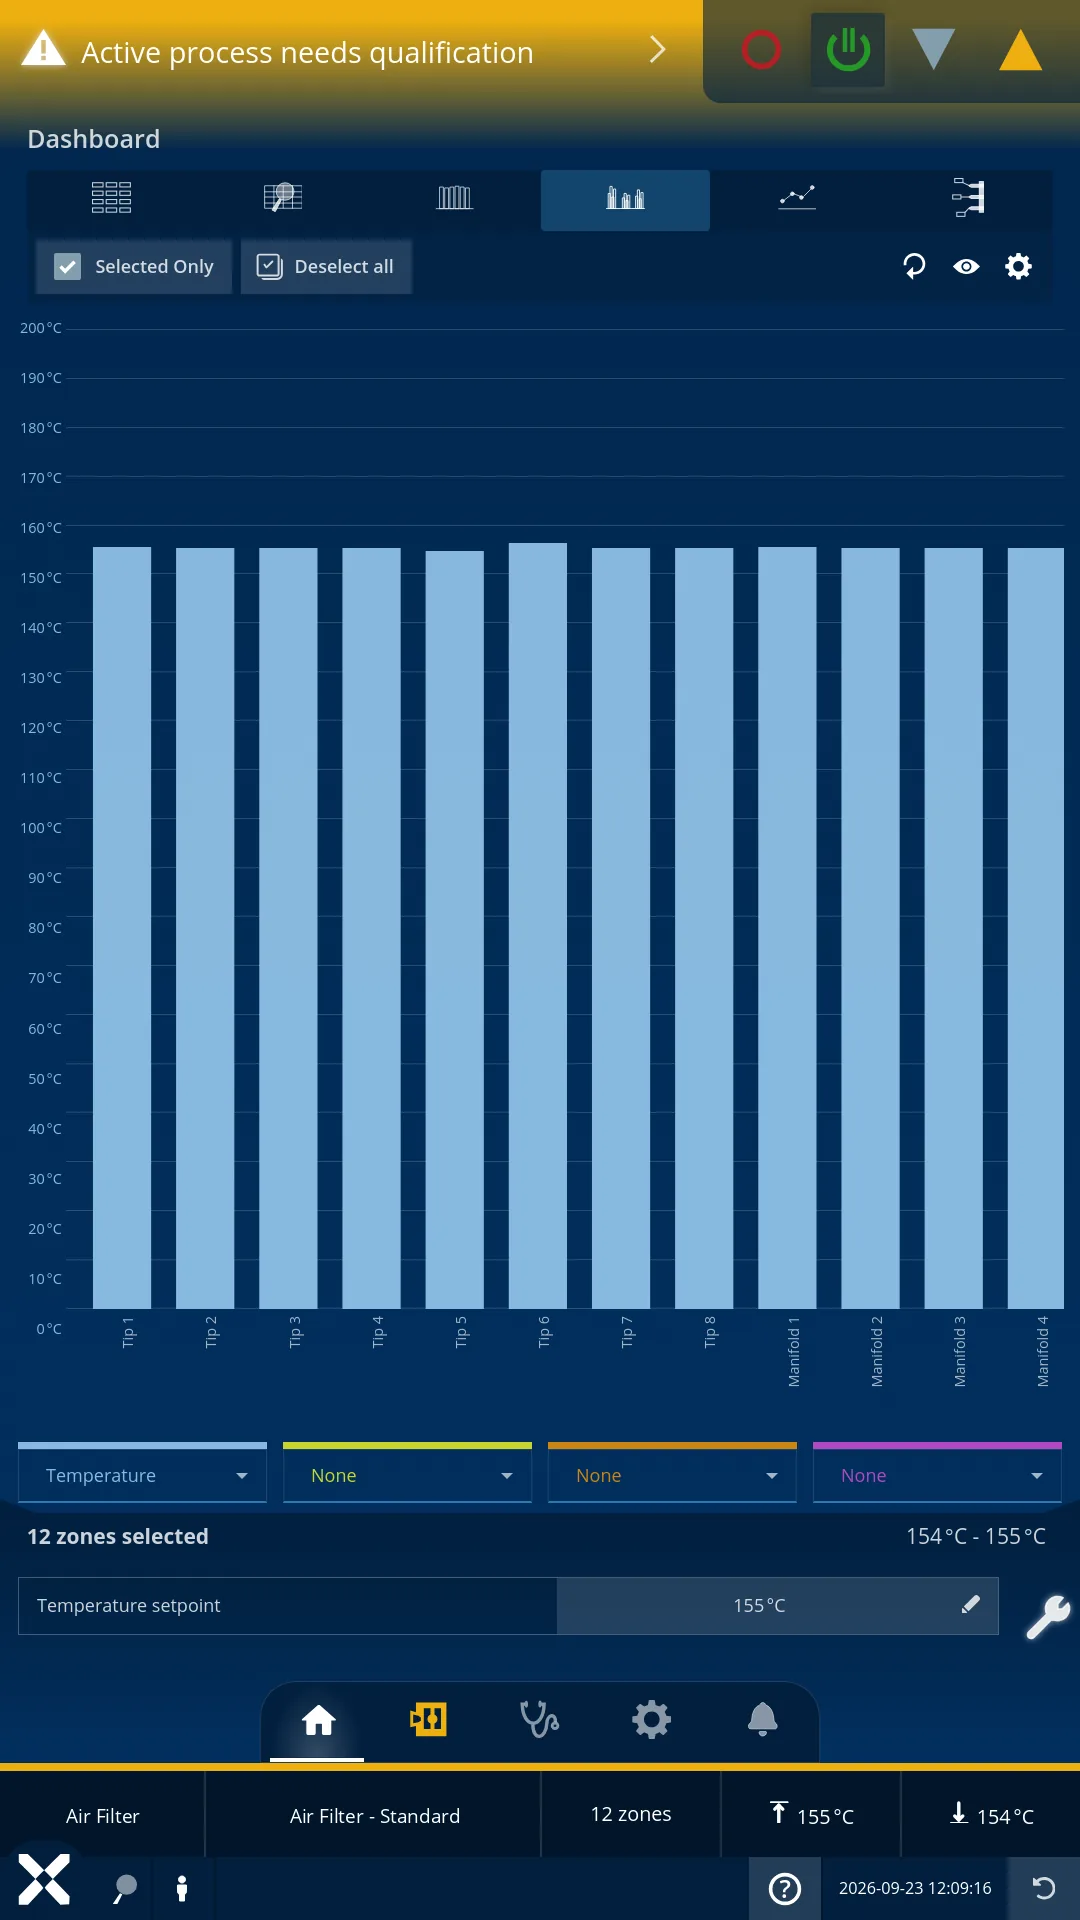 Active process needs qualification
Dashboard
Selected Only
Deselect all
200°C
190°C
180°C
170°C
160°C
150°C
140°C
130°C
120°C
110°C
100°C
90°C
80°C
70°C
60°C
50°C
40°C
30°C
20°C
10°C
0°C
Tip 1
Tip 2
Tip 3
Tip 4
Tip 5
Tip 6
Tip 7
Tip 8
Manifold 1
Manifold 2
Manifold 3
Manifold 4
Temperature
None
None
None
12 zones selected
154°C - 155°C
Temperature setpoint
155°C
Air Filter
Air Filter - Standard
12 zones
155°C
154°C
2026-09-23 12:09:16